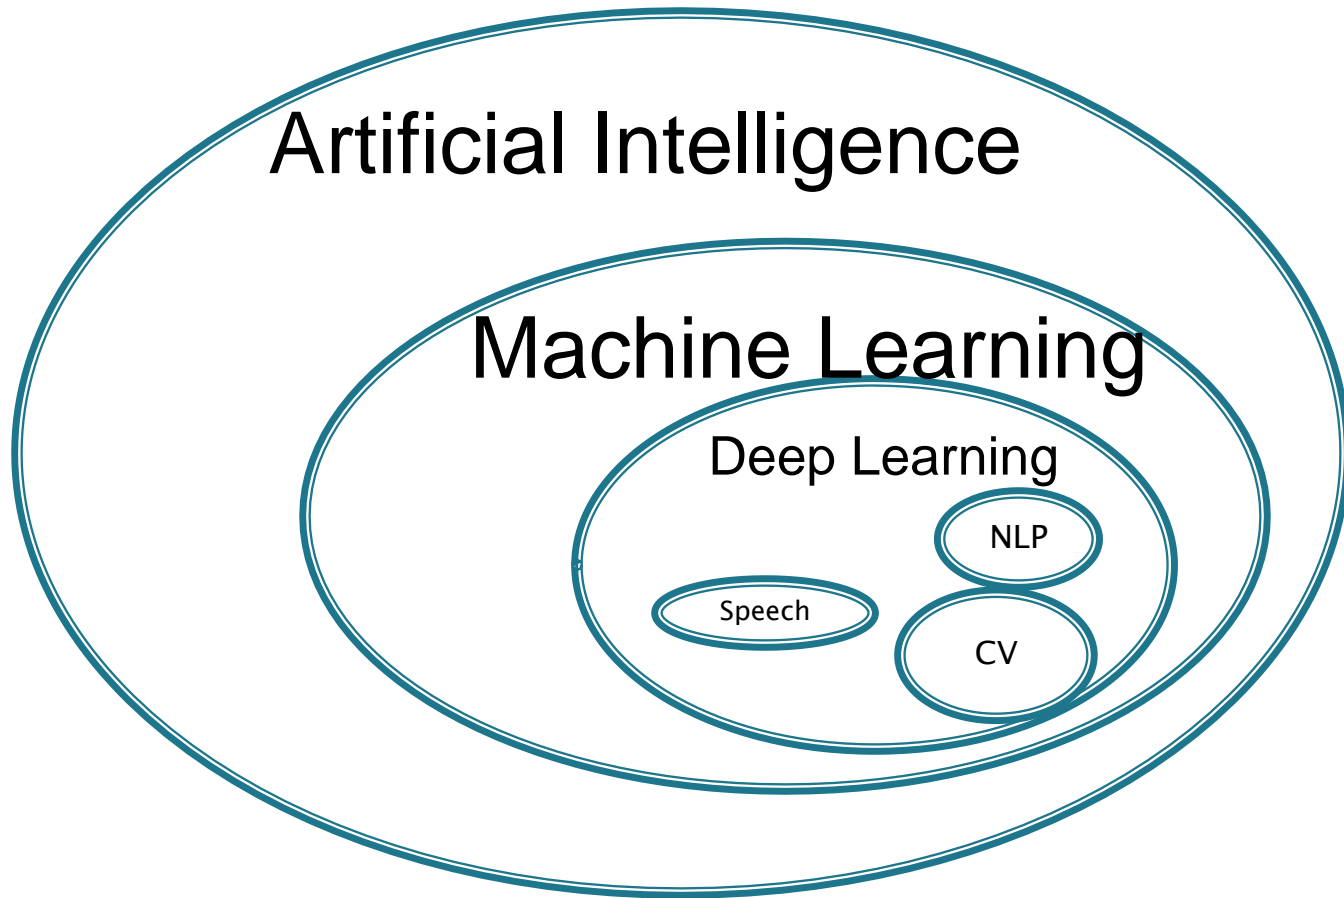 Artificial Intelligence
Machine Learning
Deep Learning
NLP
Speech
CV